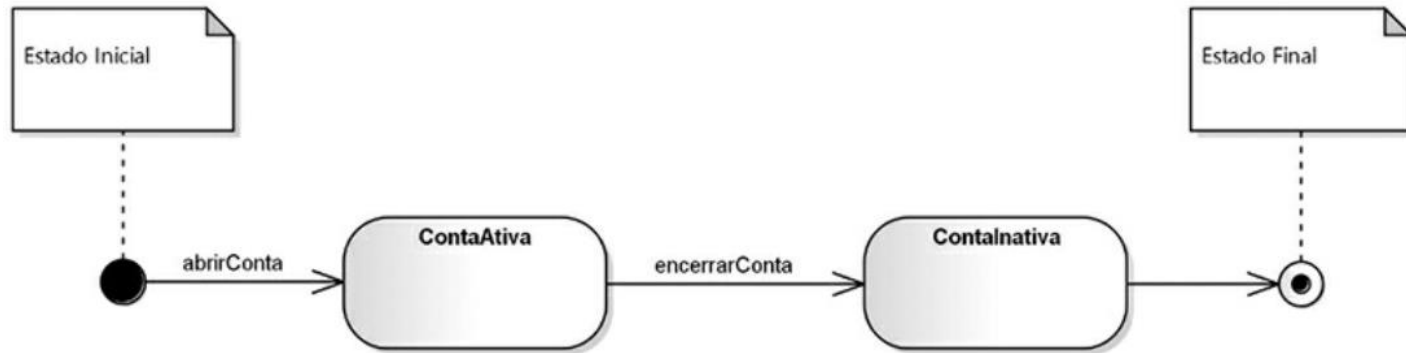 Estado Inicial
Estado Final
ContaAtiva
ContaInativa
abrirConta
encerrarConta